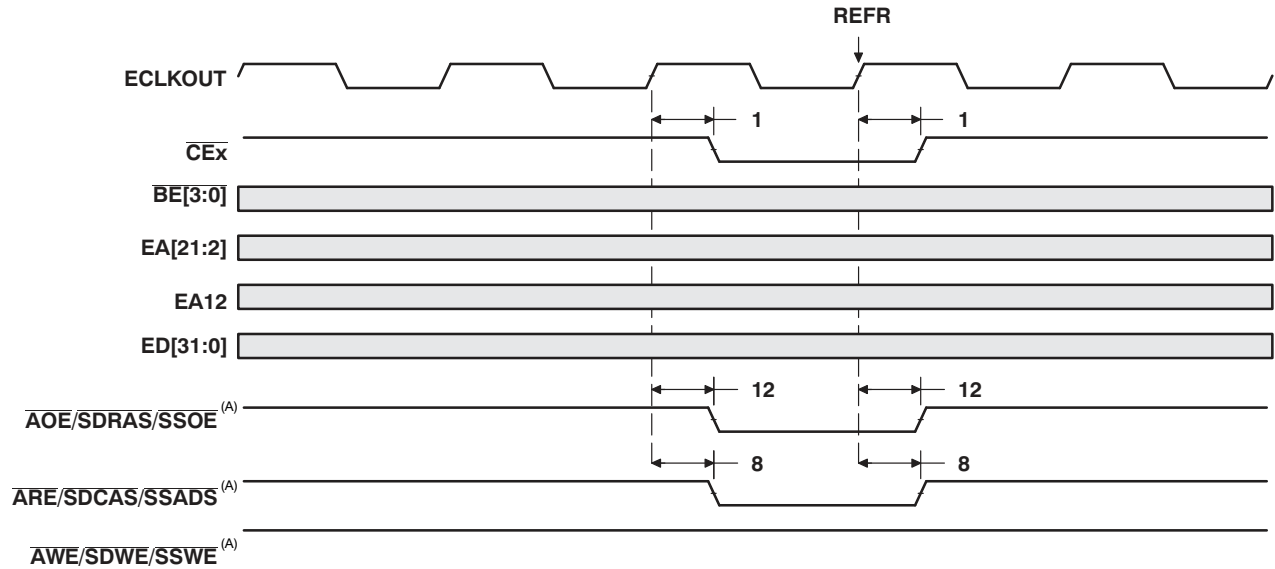 REFR
ECLKOUT
1 1
CEx
BE[3:0]
EA[21:2]
EA12
ED[31:0]
12 12
AOE/SDRAS/SSOE (A)
8 8
ARE/SDCAS/SSADS (A)
AWE/SDWE/SSWE (A)